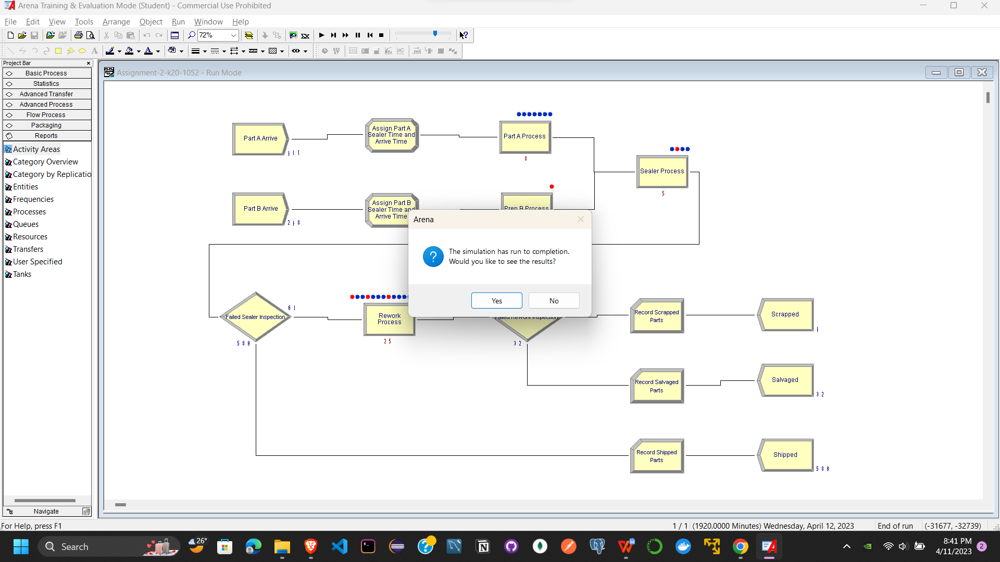 Arena Training & Evaluation Mode (Student) - Commercial Use Prohibited
File Edit View Tools Arrange Object Run Window Help
72%
Project Bar
Basic Process
Statistics
Advanced Transfer
Advanced Process
Flow Process
Packaging
Reports
Activity Areas
Category Overview
Category by Replicatio
Entities
Frequencies
Processes
Queues
Resources
Transfers
User Specified
Tanks
Navigate
Assignment-2-k20-1052 - Run Mode
Part A Arrive
Assign Part A
Sealer Time and
Arrive Time
Part A Process
8
Sealer Process
5
Part B Arrive
Assign Part B
Sealer Time and
Arrive Time
Prep B Process
Arena
The simulation has run to completion.
Would you like to see the results?
Yes
No
Failed Sealer Inspection
6 1
5 8 9
Rework
Process
2 5
Failed Rework Inspection
3 2
Record Scrapped
Parts
Scrapped
Record Salvaged
Parts
Salvaged
3 2
Record Shipped
Parts
Shipped
5 8 9
For Help, press F1
1 / 1 (1920.0000 Minutes) Wednesday, April 12, 2023
End of run
(-31677, -32739)
Search
26°
8:41 PM
4/11/2023
2